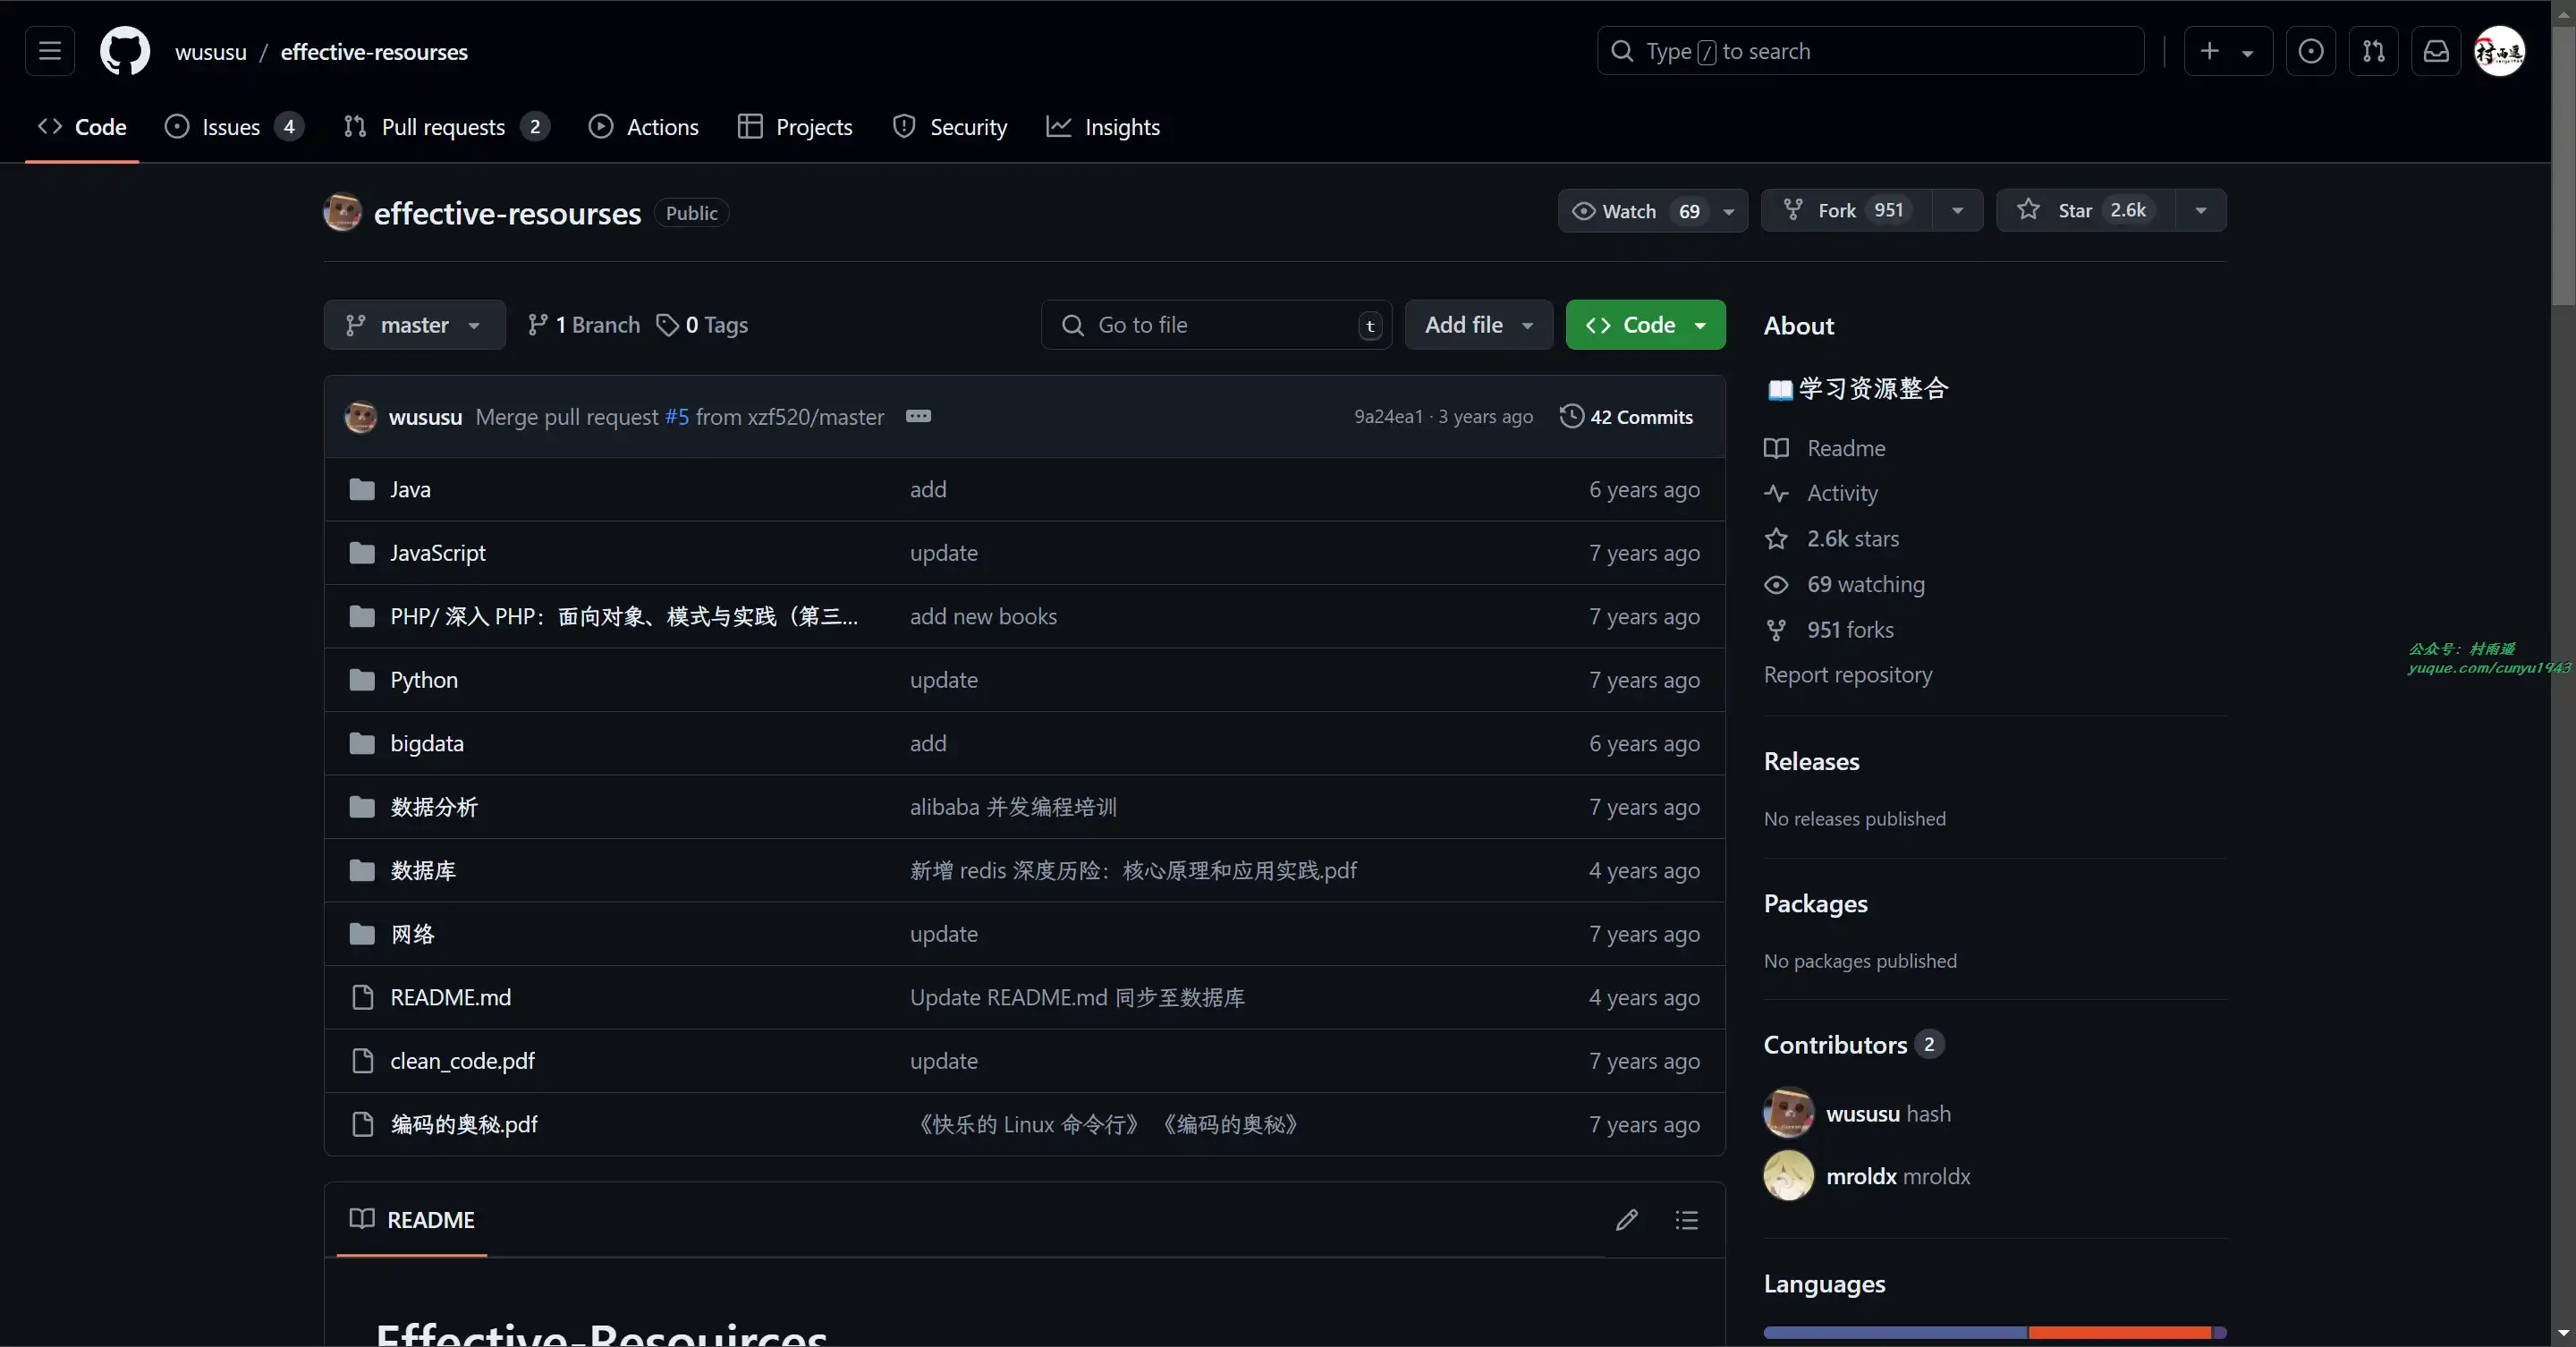 wususu / effective-resourses
Type / to search
Code
Issues 4
Pull requests 2
Actions
Projects
Security
Insights
effective-resourses Public
Watch 69
Fork 951
Star 2.6k
master
1 Branch
0 Tags
Go to file t
Add file
Code
wususu Merge pull request #5 from xzf520/master
9a24ea1 · 3 years ago
42 Commits
Java add 6 years ago
JavaScript update 7 years ago
PHP/ 深入 PHP：面向对象、模式与实践（第三... add new books 7 years ago
Python update 7 years ago
bigdata add 6 years ago
数据分析 alibaba 并发编程培训 7 years ago
数据库 新增 redis 深度历险：核心原理和应用实践.pdf 4 years ago
网络 update 7 years ago
README.md Update README.md 同步至数据库 4 years ago
clean_code.pdf update 7 years ago
编码的奥秘.pdf 《快乐的 Linux 命令行》 《编码的奥秘》 7 years ago
README
Effective-Resouirces
About
学习资源整合
Readme
Activity
2.6k stars
69 watching
951 forks
Report repository
Releases
No releases published
Packages
No packages published
Contributors 2
wususu hash
mroldx mroldx
Languages
公众号：村雨遥
yuque.com/cunyu1943